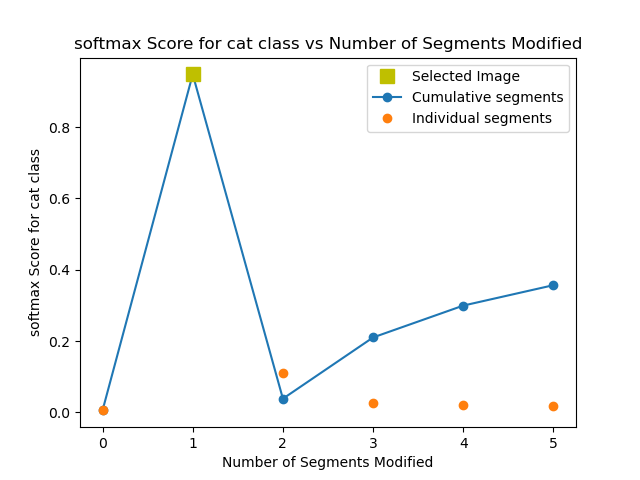 softmax Score for cat class vs Number of Segments Modified
Selected Image
Cumulative segments
Individual segments
softmax Score for cat class
0.8
0.6
0.4
0.2
0.0
0 1 2 3 4 5
Number of Segments Modified